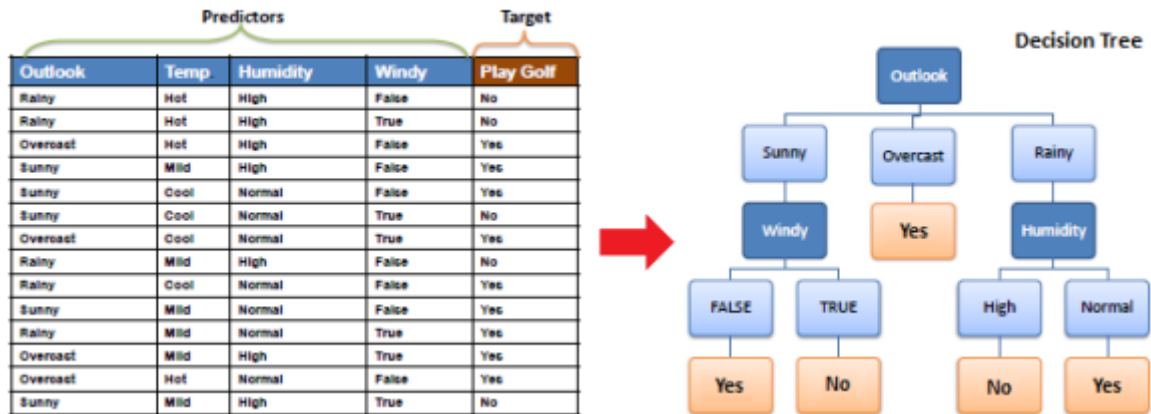 Predictors Target
Outlook Temp. Humidity Windy Play Golf
Rainy Hot High False No
Rainy Hot High True No
Overcast Hot High False Yes
Sunny Mild High False Yes
Sunny Cool Normal False Yes
Sunny Cool Normal True No
Overcast Cool Normal True Yes
Rainy Mild High False No
Rainy Cool Normal False Yes
Sunny Mild Normal False Yes
Rainy Mild Normal True Yes
Overcast Mild High True Yes
Overcast Hot Normal False Yes
Sunny Mild High True No
Decision Tree
Outlook
Sunny Overcast Rainy
Windy Yes Humidity
FALSE TRUE High Normal
Yes No No Yes